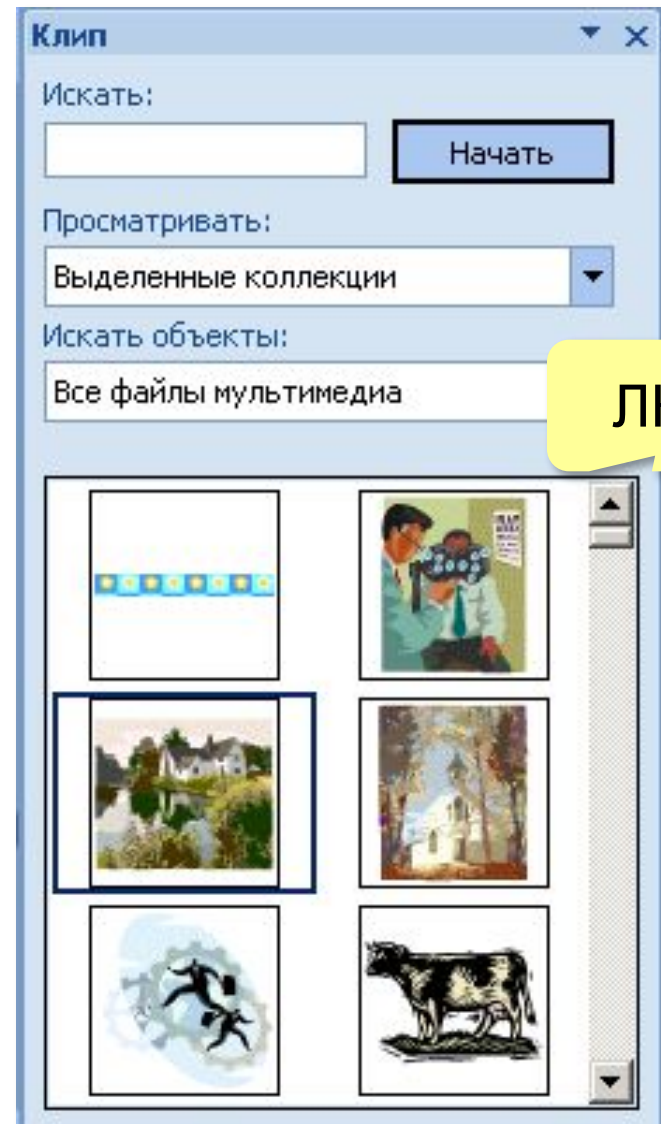 Клип
Искать:
Начать
Просматривать:
Выделенные коллекции
Искать объекты:
Все файлы мультимедиа